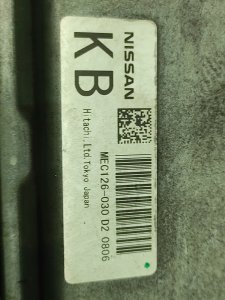 NISSAN
KB
MEC126-030 D2 0806
Hitachi,Ltd.Tokyo Japan.